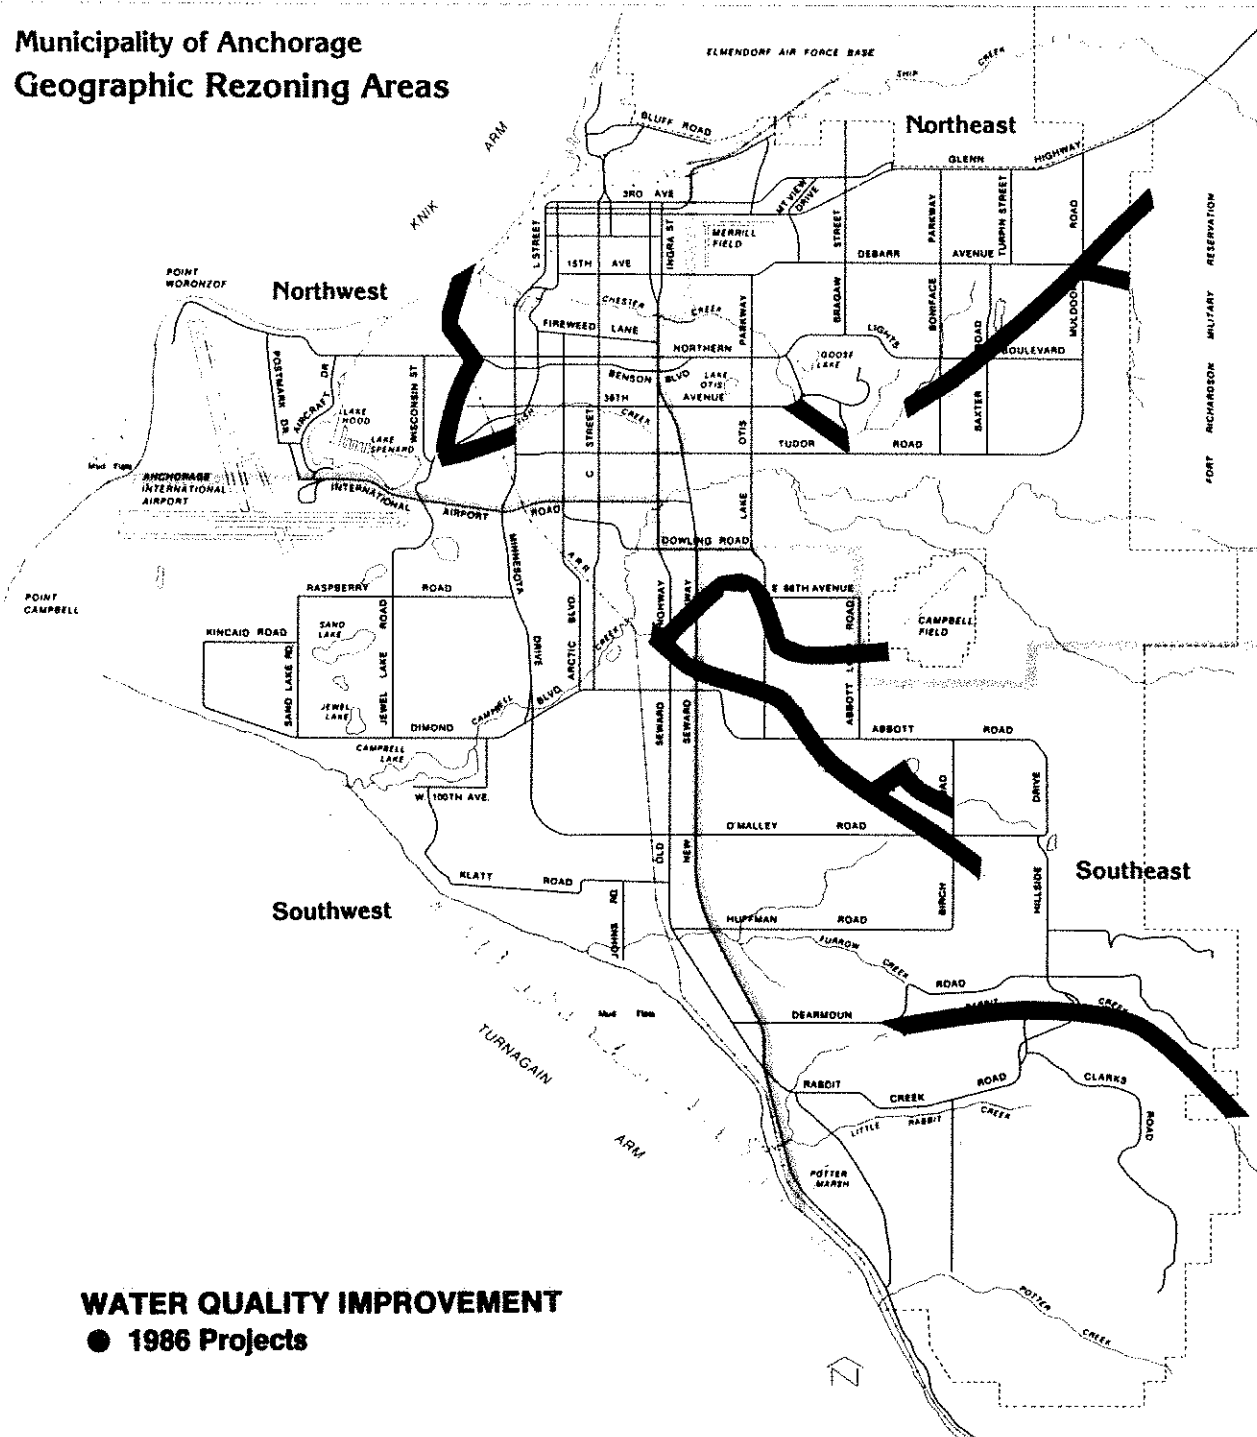 Municipality of Anchorage
Geographic Rezoning Areas
ELMENDORF AIR FORCE BASE
SHIP
CREEK
KNIK
ARM
BLUFF ROAD
Northeast
GLENN
HIGHWAY
3RD AVE
MT VIEW
DRIVE
L STREET
INGRA ST
MERRILL
FIELD
STREET
BRAGAW
PARKWAY
BONIFACE
TURPIN STREET
ROAD
MULDOON
DEBARR
AVENUE
15TH AVE
FORT RICHARDSON MILITARY RESERVATION
POINT
WORONZOF
Northwest
CHESTER
CREEK
FIREWEED LANE
PARKWAY
NORTHERN
LIGHTS
BOULEVARD
GOOSE
LAKE
BENSON BLVD
LAKE
OTIS
36TH AVENUE
POSTMARK DR.
AIRCRAFT DR
WISCONSIN ST
LAKE
HOOD
LAKE
SPENARD
FISH
CREEK
C STREET
OTIS
LAKE
TUDOR
ROAD
BAXTER
ROAD
Mud Flats
ANCHORAGE
INTERNATIONAL
AIRPORT
INTERNATIONAL
AIRPORT
ROAD
DOWLING ROAD
MINNESOTA
DRIVE
A.R.R.
POINT
CAMPBELL
RASPBERRY
ROAD
E 68TH AVENUE
CAMPBELL
FIELD
KINCAID ROAD
SAND
LAKE
SAND LAKE RD.
JEWEL LAKE ROAD
JEWEL
LAKE
ARCTIC BLVD.
CREEK
CAMPBELL
BLVD.
DIMOND
CAMPBELL
LAKE
W. 100TH AVE.
HIGHWAY
SEWARD
OLD
SEWARD
NEW
ABBOTT
ROAD
ABBOTT
ROAD
DRIVE
HILLSIDE
BIRCH
O'MALLEY
ROAD
KLATT
ROAD
JOHNS RD.
Southwest
Southeast
HUFFMAN
ROAD
FURROW
CREEK
ROAD
DEARMOUN
CREEK
Mud Flats
TURNAGAIN
ARM
RABBIT
CREEK
ROAD
CLARKS
ROAD
LITTLE
RABBIT
CREEK
POTTER
MARSH
POTTER
CREEK
WATER QUALITY IMPROVEMENT
1986 Projects
N